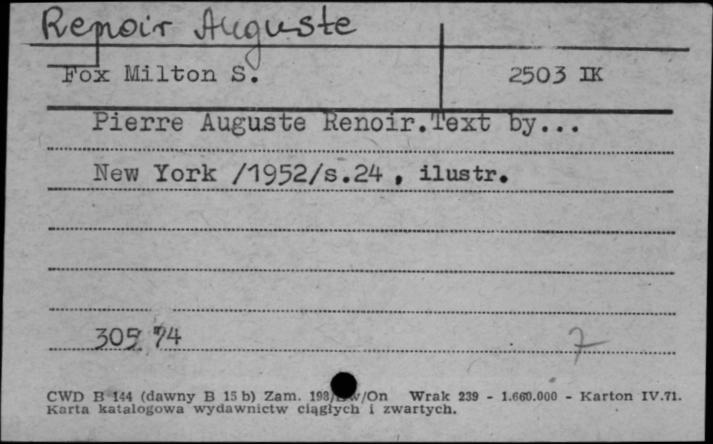 Renoir Auguste
Fox Milton S.
2503 IK
Pierre Auguste Renoir.Text by...
New York /1952/s.24, ilustr.
305 74
7
CWD B 144 (dawny B 15 b) Zam. 198/ /On Wrak 239 - 1.660.000 - Karton IV.71.
Karta katalogowa wydawnictw ciągłych i zwartych.